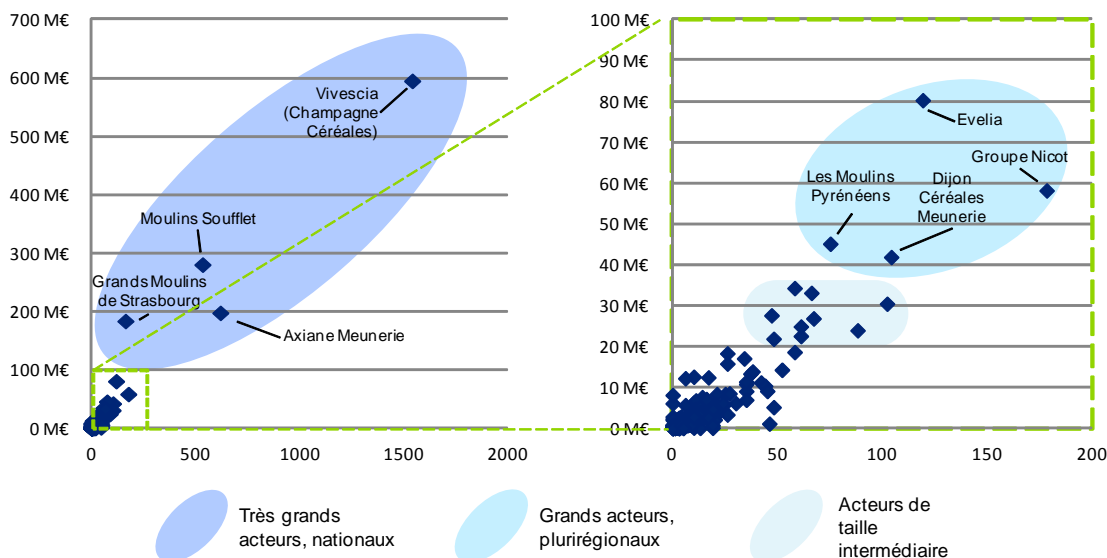 700 M€
600 M€
500 M€
400 M€
300 M€
200 M€
100 M€
0 M€
0
500
1000
1500
2000
Vivescia
(Champagne
Céréales)
Moulins Soufflet
Grands Moulins
de Strasbourg
Axiane Meunerie
100 M€
90 M€
80 M€
70 M€
60 M€
50 M€
40 M€
30 M€
20 M€
10 M€
0 M€
0
50
100
150
200
Evelia
Groupe Nicot
Les Moulins
Pyrénéens
Dijon
Céréales
Meunerie
Très grands
acteurs, nationaux
Grands acteurs,
plurirégionaux
Acteurs de
taille
intermédiaire